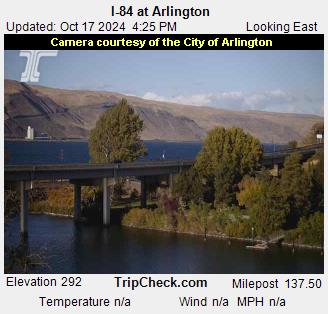 I-84 at Arlington
Updated: Oct 17 2024 4:25 PM Looking East
Camera courtesy of the City of Arlington
Elevation 292 TripCheck.com Milepost 137.50
Temperature n/a Wind n/a MPH n/a